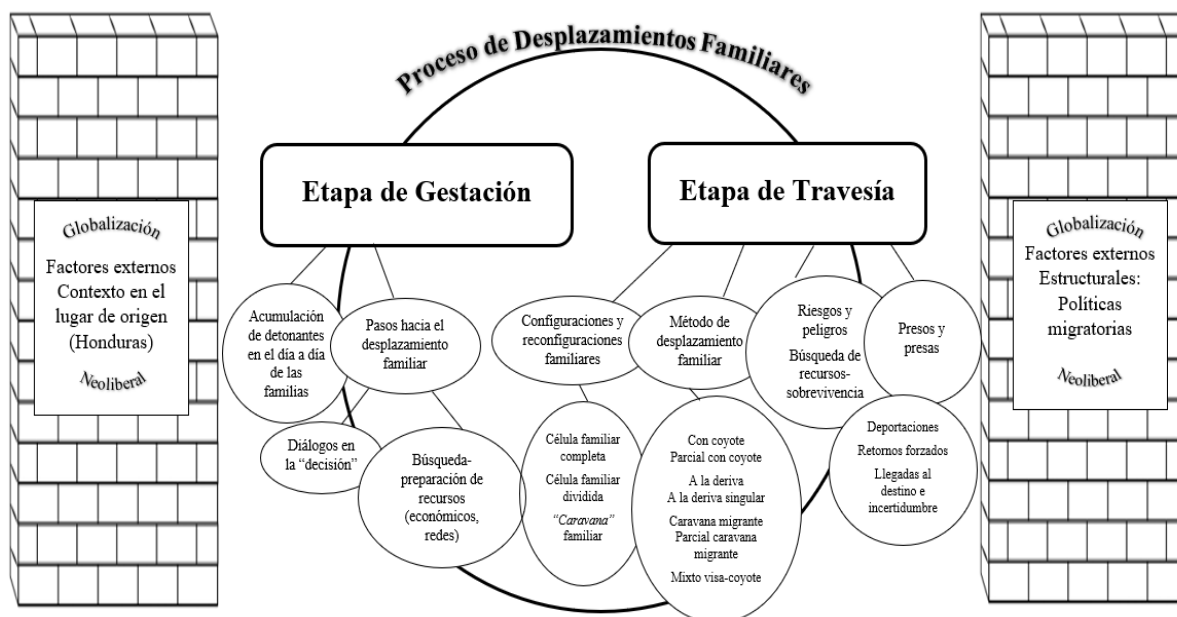 Proceso de Desplazamientos Familiares
Globalización
Factores externos
Contexto en el
lugar de origen
(Honduras)
Neoliberal
Etapa de Gestación
Acumulación
de detonantes
en el día a día
de las
familias
Pasos hacia el
desplazamiento
familiar
Diálogos en
la “decisión”
Búsqueda-
preparación de
recursos
(económicos,
redes)
Etapa de Travesía
Configuraciones y
reconfiguraciones
familiares
Célula familiar
completa
Célula familiar
dividida
“Caravana”
familiar
Método de
desplazamiento
familiar
Con coyote
Parcial con coyote
A la deriva
A la deriva singular
Caravana migrante
Parcial caravana
migrante
Mixto visa-coyote
Riesgos y
peligros
Búsqueda de
recursos-
sobrevivencia
Presos y
presas
Deportaciones
Retornos forzados
Llegadas al
destino e
incertidumbre
Globalización
Factores externos
Estructurales:
Políticas
migratorias
Neoliberal